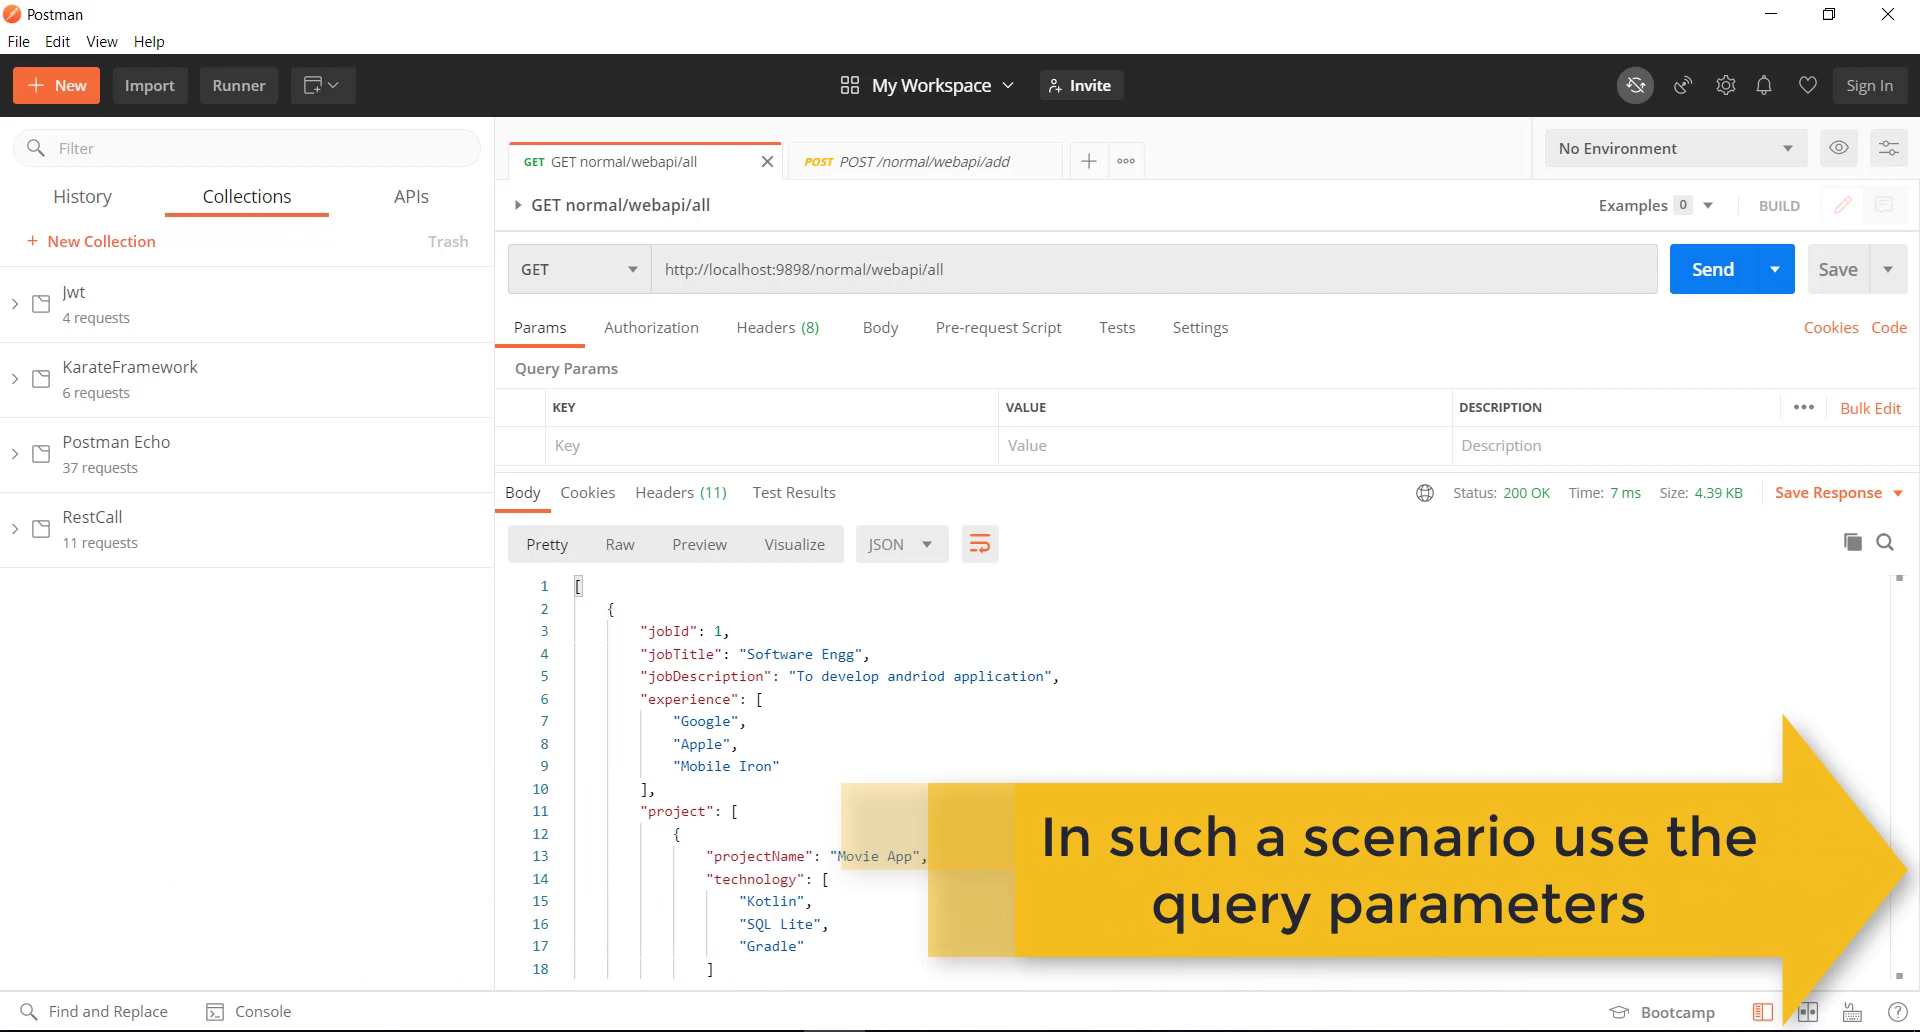 Postman
File Edit View Help
+ New Import Runner My Workspace Invite Sign In
Filter
History Collections APIs
+ New Collection Trash
Jwt
4 requests
KarateFramework
6 requests
Postman Echo
37 requests
RestCall
11 requests
GET GET normal/webapi/all POST POST /normal/webapi/add No Environment
GET normal/webapi/all Examples 0 BUILD
GET http://localhost:9898/normal/webapi/all Send Save
Params Authorization Headers (8) Body Pre-request Script Tests Settings Cookies Code
Query Params
KEY VALUE DESCRIPTION Bulk Edit
Key Value Description
Body Cookies Headers (11) Test Results Status: 200 OK Time: 7 ms Size: 4.39 KB Save Response
Pretty Raw Preview Visualize JSON
1 [
2 {
3 "jobId": 1,
4 "jobTitle": "Software Engg",
5 "jobDescription": "To develop andriod application",
6 "experience": [
7 "Google",
8 "Apple",
9 "Mobile Iron"
10 ],
11 "project": [
12 {
13 "projectName": "Movie App",
14 "technology": [
15 "Kotlin",
16 "SQL Lite",
17 "Gradle"
18 ]
In such a scenario use the
query parameters
Find and Replace Console Bootcamp